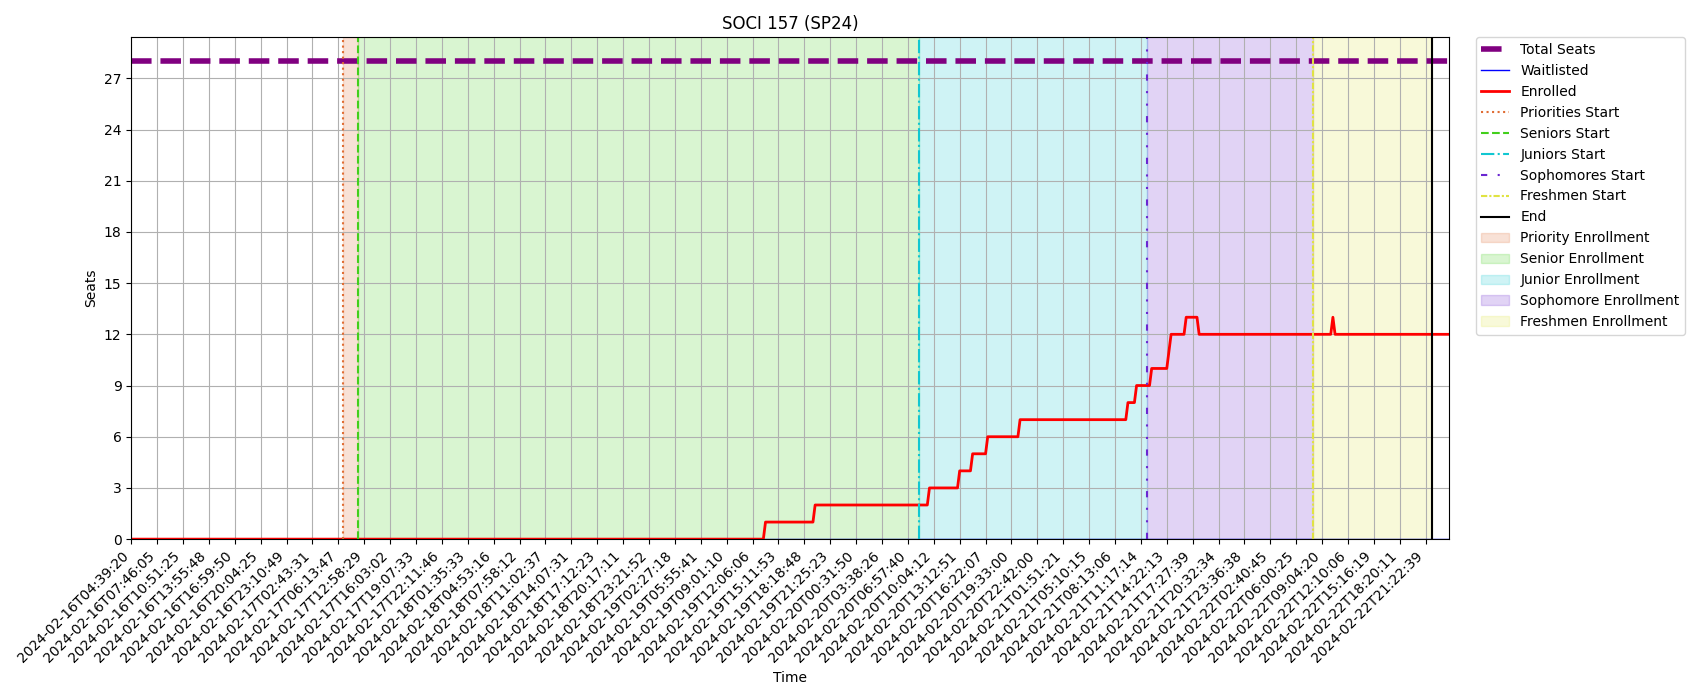 SOCI 157 (SP24)
Seats
27
24
21
18
15
12
9
6
3
0
2024-02-16T04:39:20
2024-02-16T07:46:05
2024-02-16T10:51:25
2024-02-16T13:55:48
2024-02-16T16:59:50
2024-02-16T20:04:25
2024-02-16T23:10:49
2024-02-17T02:43:31
2024-02-17T06:13:47
2024-02-17T12:58:29
2024-02-17T16:03:02
2024-02-17T19:07:33
2024-02-17T22:11:46
2024-02-18T01:35:33
2024-02-18T04:53:16
2024-02-18T07:58:12
2024-02-18T11:02:37
2024-02-18T14:07:31
2024-02-18T17:12:23
2024-02-18T20:17:11
2024-02-18T23:21:52
2024-02-19T02:27:18
2024-02-19T05:55:41
2024-02-19T09:01:10
2024-02-19T12:06:06
2024-02-19T15:11:53
2024-02-19T18:18:48
2024-02-19T21:25:23
2024-02-20T00:31:50
2024-02-20T03:38:26
2024-02-20T06:57:40
2024-02-20T10:04:12
2024-02-20T13:12:51
2024-02-20T16:22:07
2024-02-20T19:33:00
2024-02-20T22:42:00
2024-02-21T01:51:21
2024-02-21T05:10:15
2024-02-21T08:13:06
2024-02-21T11:17:14
2024-02-21T14:22:13
2024-02-21T17:27:39
2024-02-21T20:32:34
2024-02-21T23:36:38
2024-02-22T02:40:45
2024-02-22T06:00:25
2024-02-22T09:04:20
2024-02-22T12:10:06
2024-02-22T15:16:19
2024-02-22T18:20:11
2024-02-22T21:22:39
Time
Total Seats
Waitlisted
Enrolled
Priorities Start
Seniors Start
Juniors Start
Sophomores Start
Freshmen Start
End
Priority Enrollment
Senior Enrollment
Junior Enrollment
Sophomore Enrollment
Freshmen Enrollment